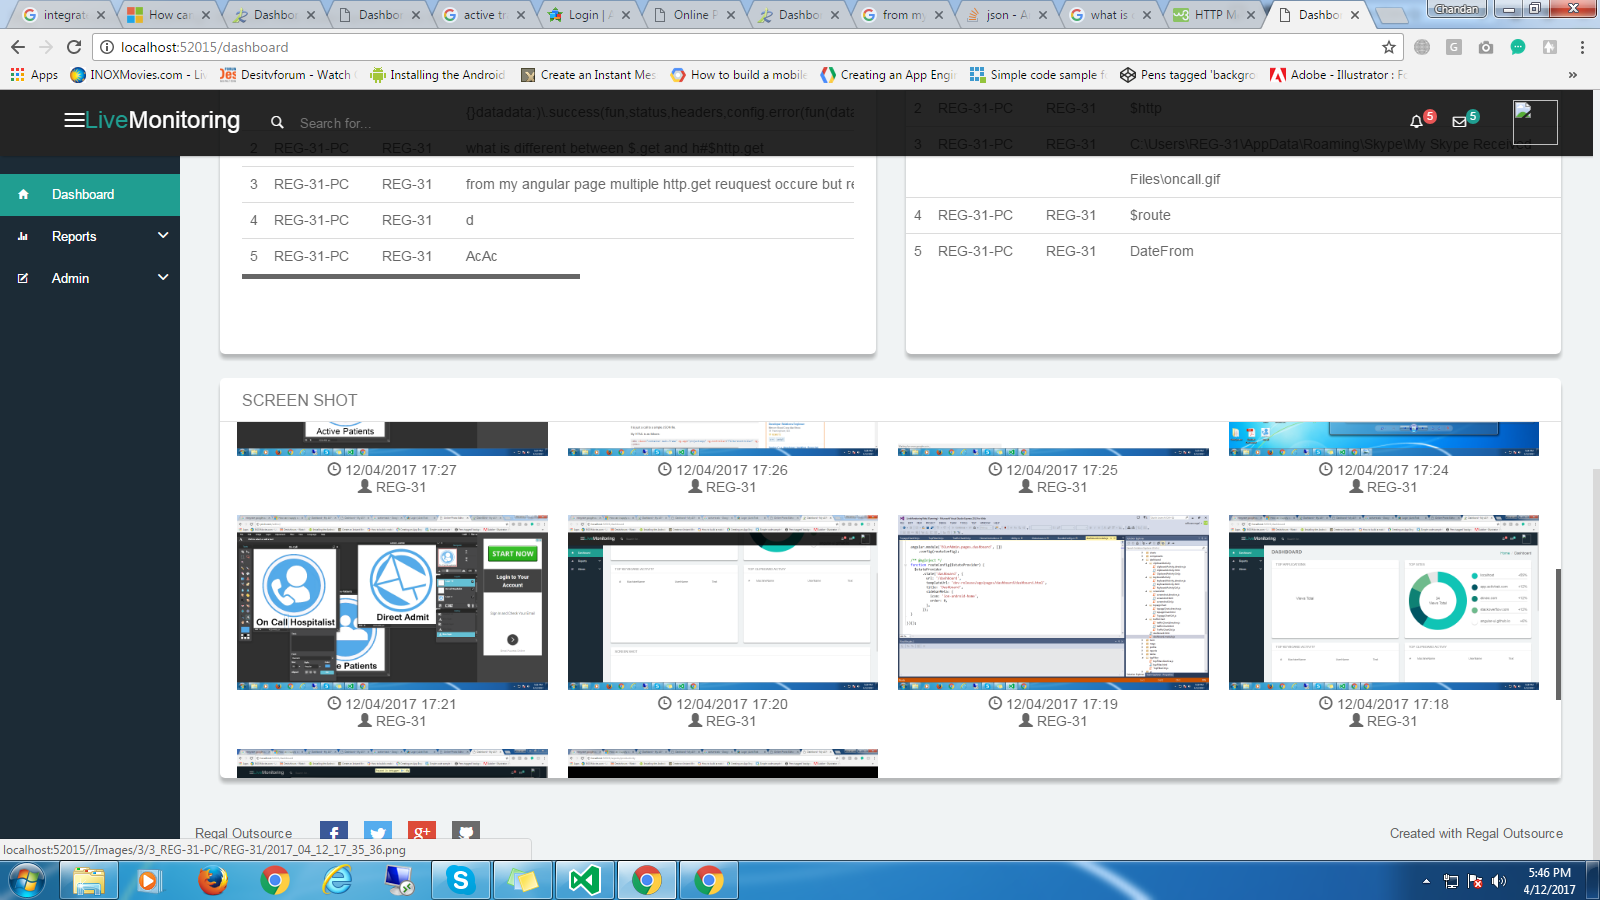 integrat
How can
Dashbo
Dashbor
active tr
Login | A
Online P
Dashbo
from my
json - A
what is
HTTP M
Dashbo
Chandan
localhost:52015/dashboard
Apps
INOXMovies.com - Liv
Desitvforum - Watch
Installing the Android
Create an Instant Mes
How to build a mobile
Creating an App Engi
Simple code sample f
Pens tagged 'backgro
Adobe - Illustrator : Fo
LiveMonitoring
Search for...
5
5
Dashboard
Reports
Admin
{}datadata:)\ success(fun,status,headers,config.error(fun(data
2 REG-31-PC REG-31 what is different between $.get and h#$http.get
3 REG-31-PC REG-31 from my angular page multiple http.get reuquest occure but re
4 REG-31-PC REG-31 d
5 REG-31-PC REG-31 AcAc
2 REG-31-PC REG-31 $http
3 REG-31-PC REG-31 C:\Users\REG-31\AppData\Roaming\Skype\My Skype Received
Files\oncall.gif
4 REG-31-PC REG-31 $route
5 REG-31-PC REG-31 DateFrom
SCREEN SHOT
Active Patients
12/04/2017 17:27
REG-31
12/04/2017 17:26
REG-31
12/04/2017 17:25
REG-31
12/04/2017 17:24
REG-31
On Call Hospitalist
Direct Admit
e Patients
START NOW
Login to Your
Account
LiveMonitoring
DASHBOARD
12/04/2017 17:21
REG-31
12/04/2017 17:20
REG-31
12/04/2017 17:19
REG-31
12/04/2017 17:18
REG-31
Regal Outsource
Created with Regal Outsource
localhost:52015//Images/3/3_REG-31-PC/REG-31/2017_04_12_17_35_36.png
5:46 PM
4/12/2017